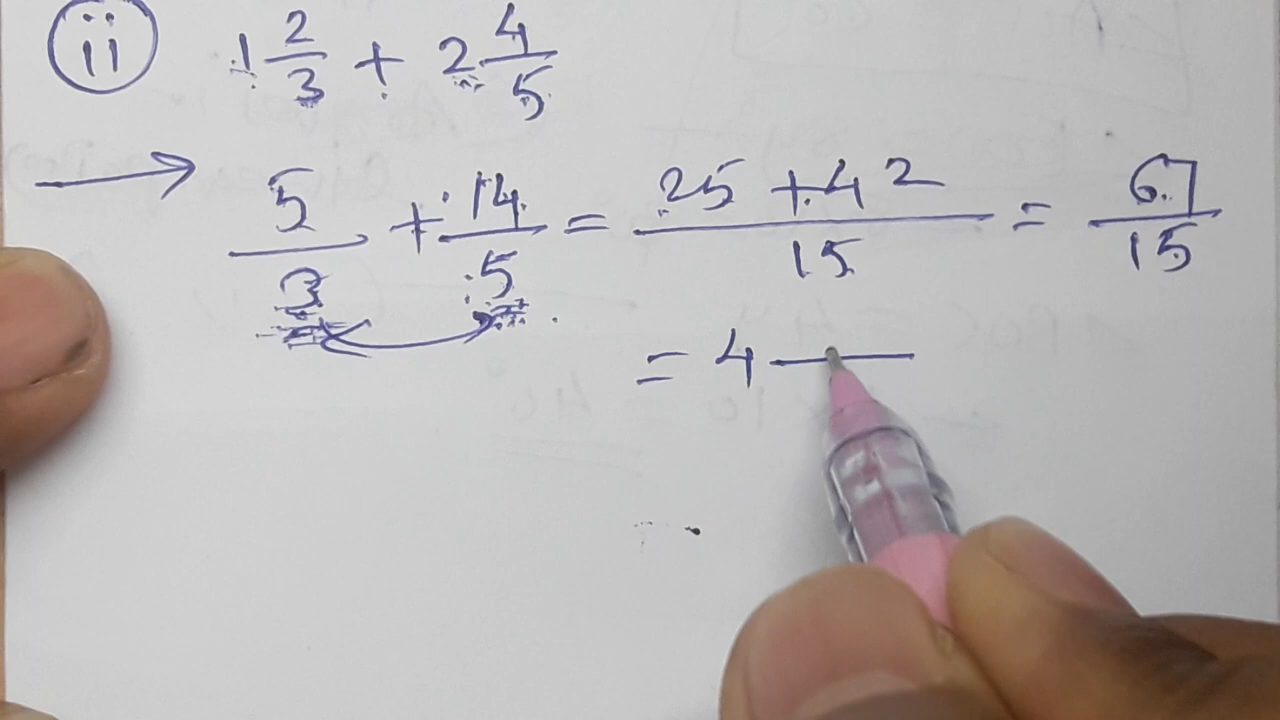 ii 1 2/3 + 2 4/5
→ 5/3 + 14/5 = 25 + 42/15 = 67/15
= 4